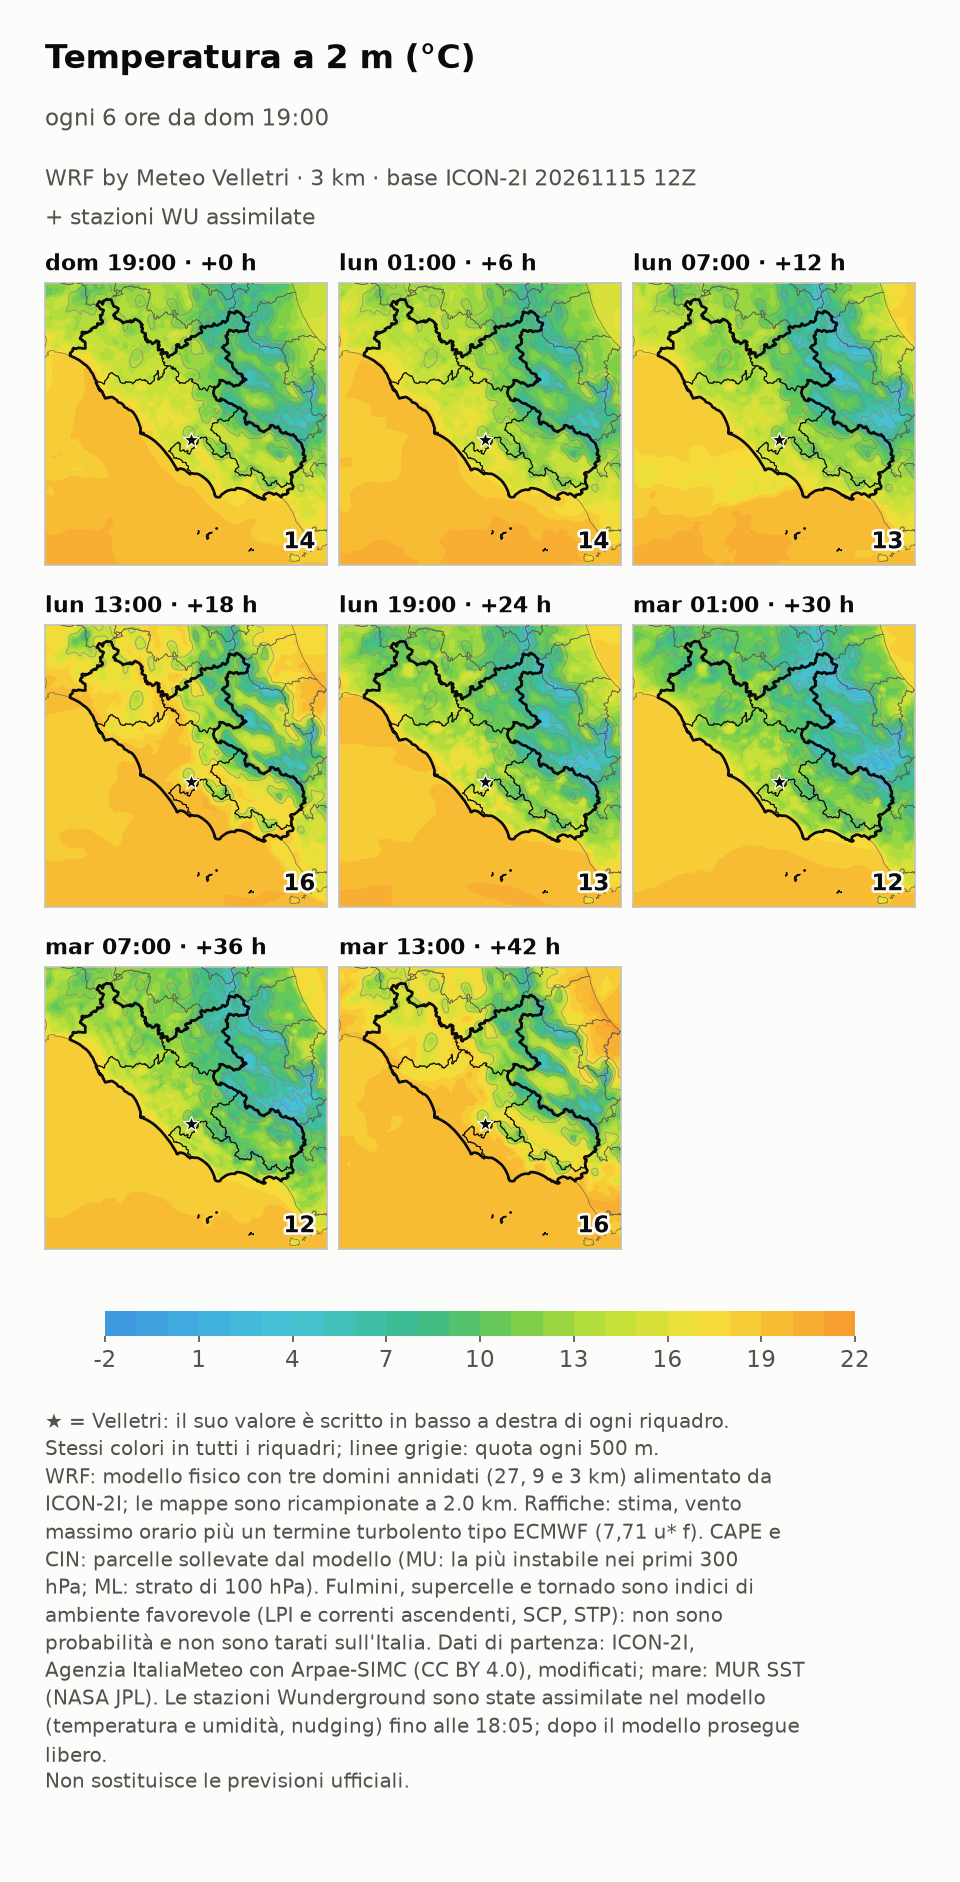 Temperatura a 2 m (°C)
ogni 6 ore da dom 19:00
WRF by Meteo Velletri · 3 km · base ICON-2I 20261115 12Z
+ stazioni WU assimilate
dom 19:00 · +0 h
lun 01:00 · +6 h
lun 07:00 · +12 h
14
14
13
lun 13:00 · +18 h
lun 19:00 · +24 h
mar 01:00 · +30 h
16
13
12
mar 07:00 · +36 h
mar 13:00 · +42 h
12
16
-2 1 4 7 10 13 16 19 22
★ = Velletri: il suo valore è scritto in basso a destra di ogni riquadro.
Stessi colori in tutti i riquadri; linee grigie: quota ogni 500 m.
WRF: modello fisico con tre domini annidati (27, 9 e 3 km) alimentato da
ICON-2I; le mappe sono ricampionate a 2.0 km. Raffiche: stima, vento
massimo orario più un termine turbolento tipo ECMWF (7,71 u* f). CAPE e
CIN: parcelle sollevate dal modello (MU: la più instabile nei primi 300
hPa; ML: strato di 100 hPa). Fulmini, supercelle e tornado sono indici di
ambiente favorevole (LPI e correnti ascendenti, SCP, STP): non sono
probabilità e non sono tarati sull'Italia. Dati di partenza: ICON-2I,
Agenzia ItaliaMeteo con Arpae-SIMC (CC BY 4.0), modificati; mare: MUR SST
(NASA JPL). Le stazioni Wunderground sono state assimilate nel modello
(temperatura e umidità, nudging) fino alle 18:05; dopo il modello prosegue
libero.
Non sostituisce le previsioni ufficiali.